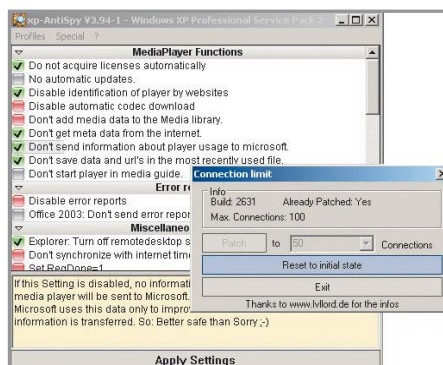 xp-AntiSpy V3.94-1 - Windows XP Professional Service Pack 2
Profiles Special ?
MediaPlayer Functions
Do not acquire licenses automatically
No automatic updates.
Disable identification of player by websites
Disable automatic codec download
Don't add media data to the Media library.
Don't get meta data from the internet.
Don't send information about player usage to microsoft.
Don't save data and url's in the most recently used file.
Don't start player in media guide.
Error re
Disable error reports
Office 2003: Don't send error repor
Miscellaneo
Explorer: Turn off remotedesktop s
Don't synchronize with internet time
Set RegDone=1
Connection limit
Info
Build: 2631 Already Patched: Yes
Max. Connections: 100
Patch to 50 Connections
Reset to initial state
Exit
Thanks to www.lvllord.de for the infos
If this Setting is disabled, no informati
media player will be sent to Microsoft.
Microsoft uses this data only to impro
information is transferred. So: Better safe than Sorry ;-)
Apply Settings